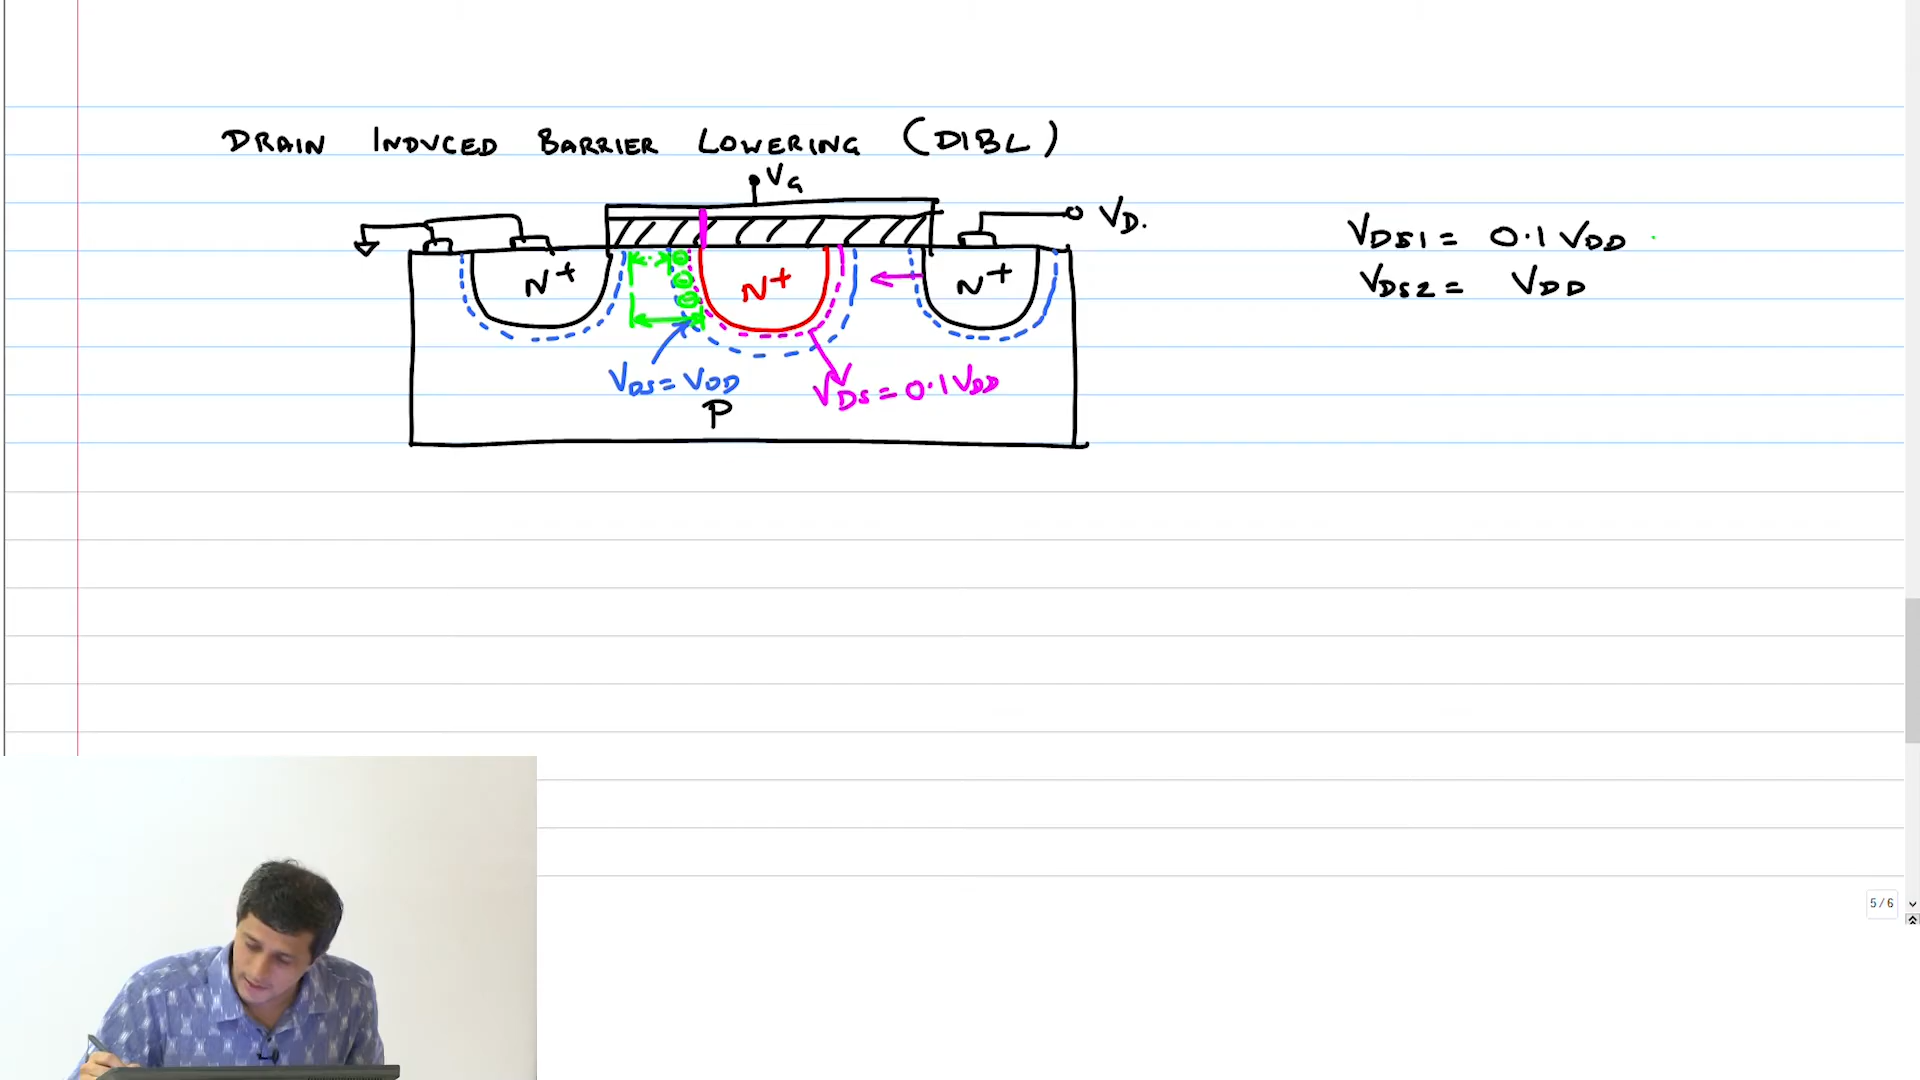 DRAIN INDUCED BARRIER LOWERING (DIBL)
VG
VD.
VDS1 = 0.1 VDD
VDS2 = VDD
N+ N+ N+
VDS = VDD
VDS = 0.1 VDD
P
5 / 6